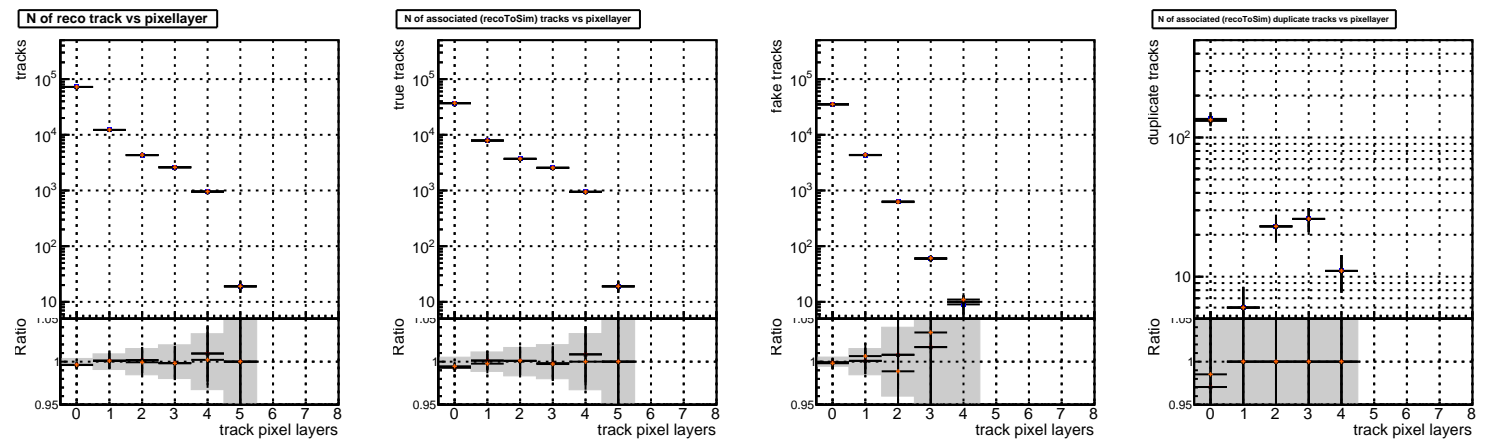 N of reco track vs pixellayer
tracks
10^5
10^4
10^3
10^2
10
Ratio
1.05
1
0.95
0 1 2 3 4 5 6 7 8
track pixel layers
N of associated (recoToSim) tracks vs pixellayer
true tracks
10^5
10^4
10^3
10^2
10
Ratio
1.05
1
0.95
0 1 2 3 4 5 6 7 8
track pixel layers
fake tracks
10^5
10^4
10^3
10^2
10
Ratio
1.05
1
0.95
0 1 2 3 4 5 6 7 8
track pixel layers
N of associated (recoToSim) duplicate tracks vs pixellayer
duplicate tracks
10^2
10
Ratio
1.05
1
0.95
0 1 2 3 4 5 6 7 8
track pixel layers